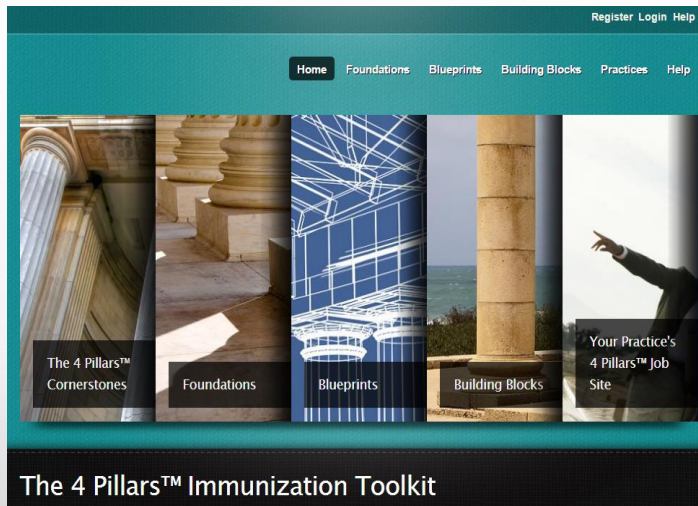 Register Login Help
Home Foundations Blueprints Building Blocks Practices Help
The 4 Pillars™
Cornerstones
Foundations
Blueprints
Building Blocks
Your Practice's
4 Pillars™ Job
Site
The 4 Pillars™ Immunization Toolkit